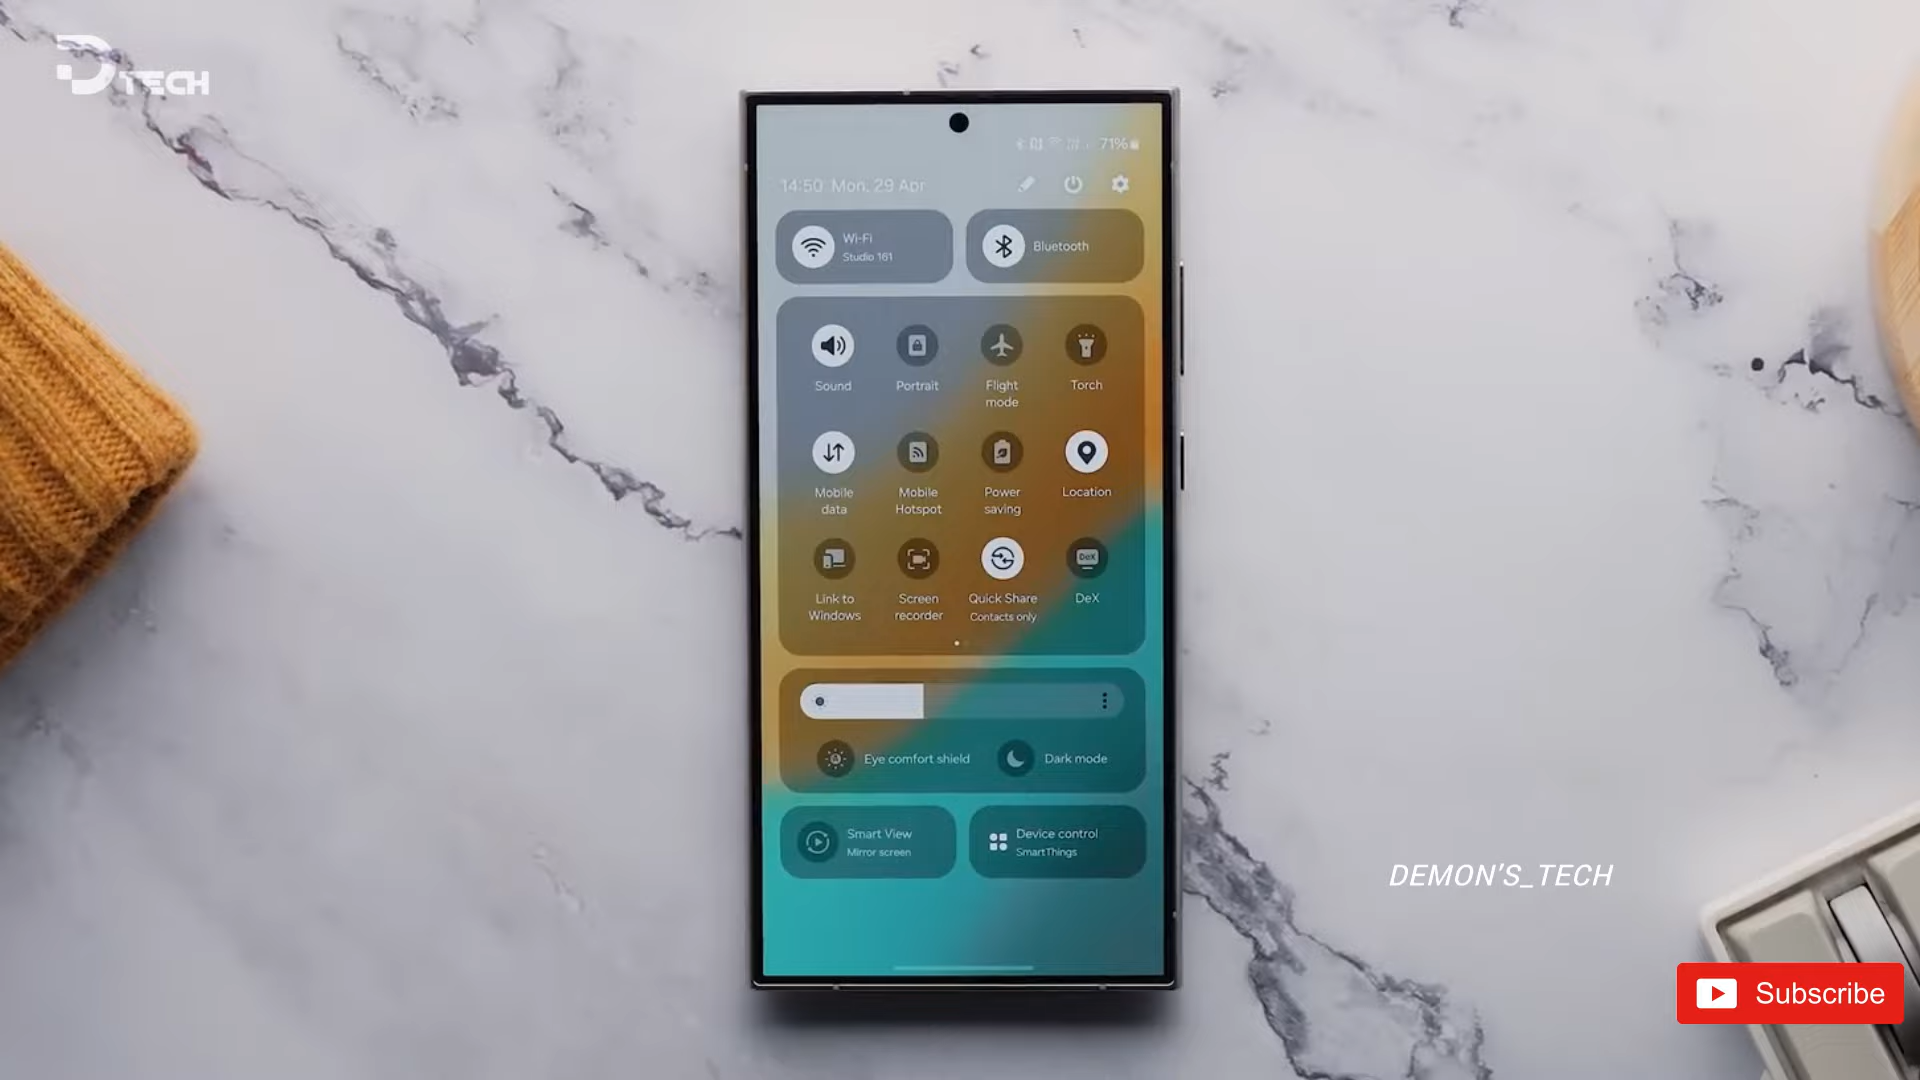 D TECH
71%
14:50 Mon, 29 Apr
Wi-Fi
Studio 161
Bluetooth
Sound
Portrait
Flight
mode
Torch
Mobile
data
Mobile
Hotspot
Power
saving
Location
Link to
Windows
Screen
recorder
Quick Share
Contacts only
DeX
DeX
Eye comfort shield
Dark mode
Smart View
Mirror screen
Device control
SmartThings
DEMON'S_TECH
Subscribe